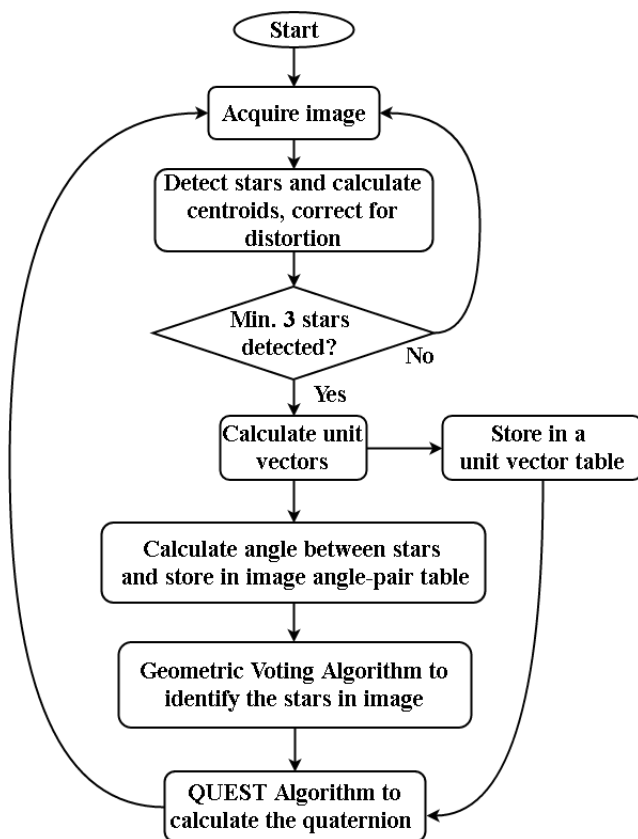 Start
Acquire image
Detect stars and calculate
centroids, correct for
distortion
Min. 3 stars
detected?
No
Yes
Calculate unit
vectors
Store in a
unit vector table
Calculate angle between stars
and store in image angle-pair table
Geometric Voting Algorithm to
identify the stars in image
QUEST Algorithm to
calculate the quaternion